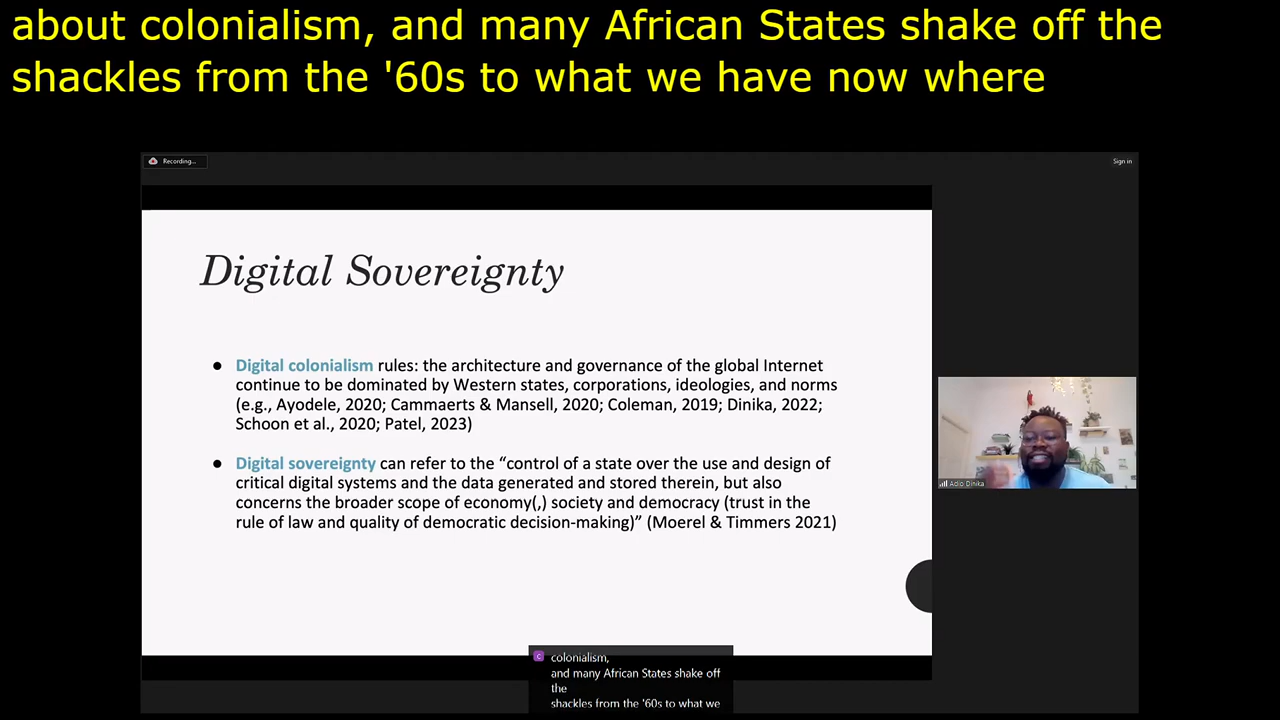 about colonialism, and many African States shake off the
shackles from the '60s to what we have now where
Recording...
Sign in
Digital Sovereignty
● Digital colonialism rules: the architecture and governance of the global Internet
continue to be dominated by Western states, corporations, ideologies, and norms
(e.g., Ayodele, 2020; Cammaerts & Mansell, 2020; Coleman, 2019; Dinika, 2022;
Schoon et al., 2020; Patel, 2023)
● Digital sovereignty can refer to the “control of a state over the use and design of
critical digital systems and the data generated and stored therein, but also
concerns the broader scope of economy(,) society and democracy (trust in the
rule of law and quality of democratic decision-making)” (Moerel & Timmers 2021)
Adio Dinika
C
colonialism,
and many African States shake off
the
shackles from the '60s to what we